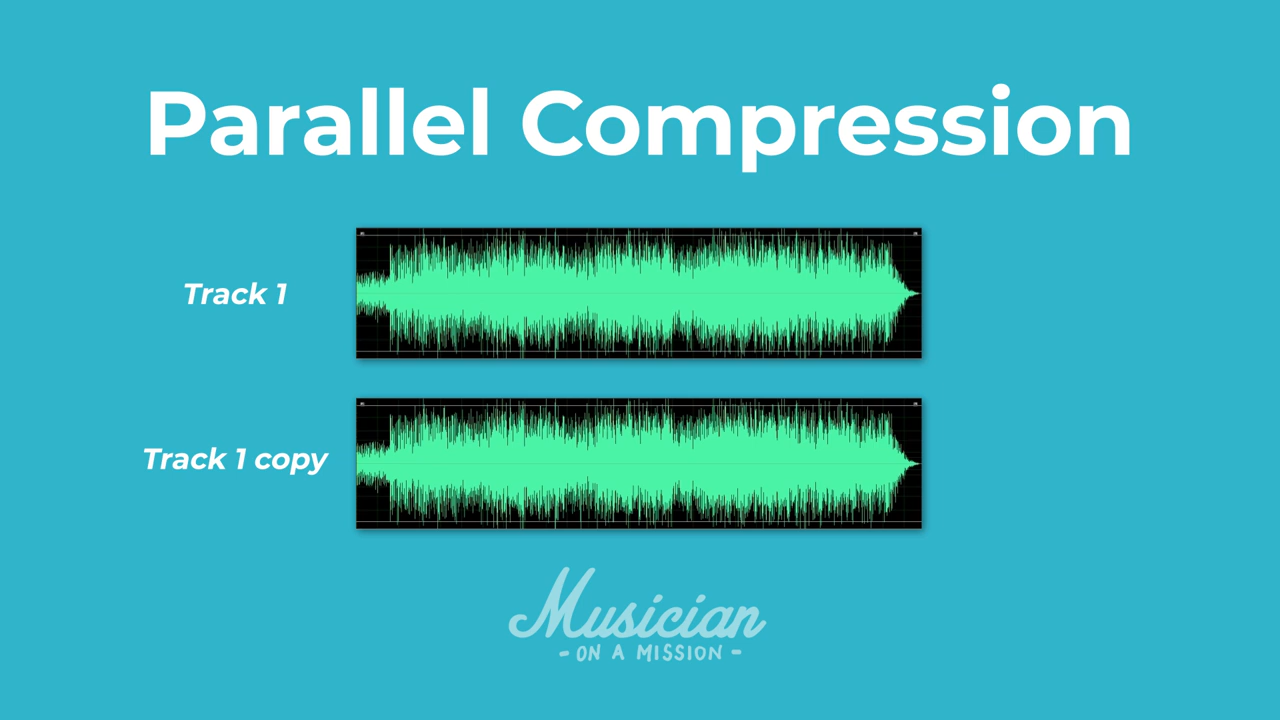 Parallel Compression
Track 1
Track 1 copy
Musician
- ON A MISSION -